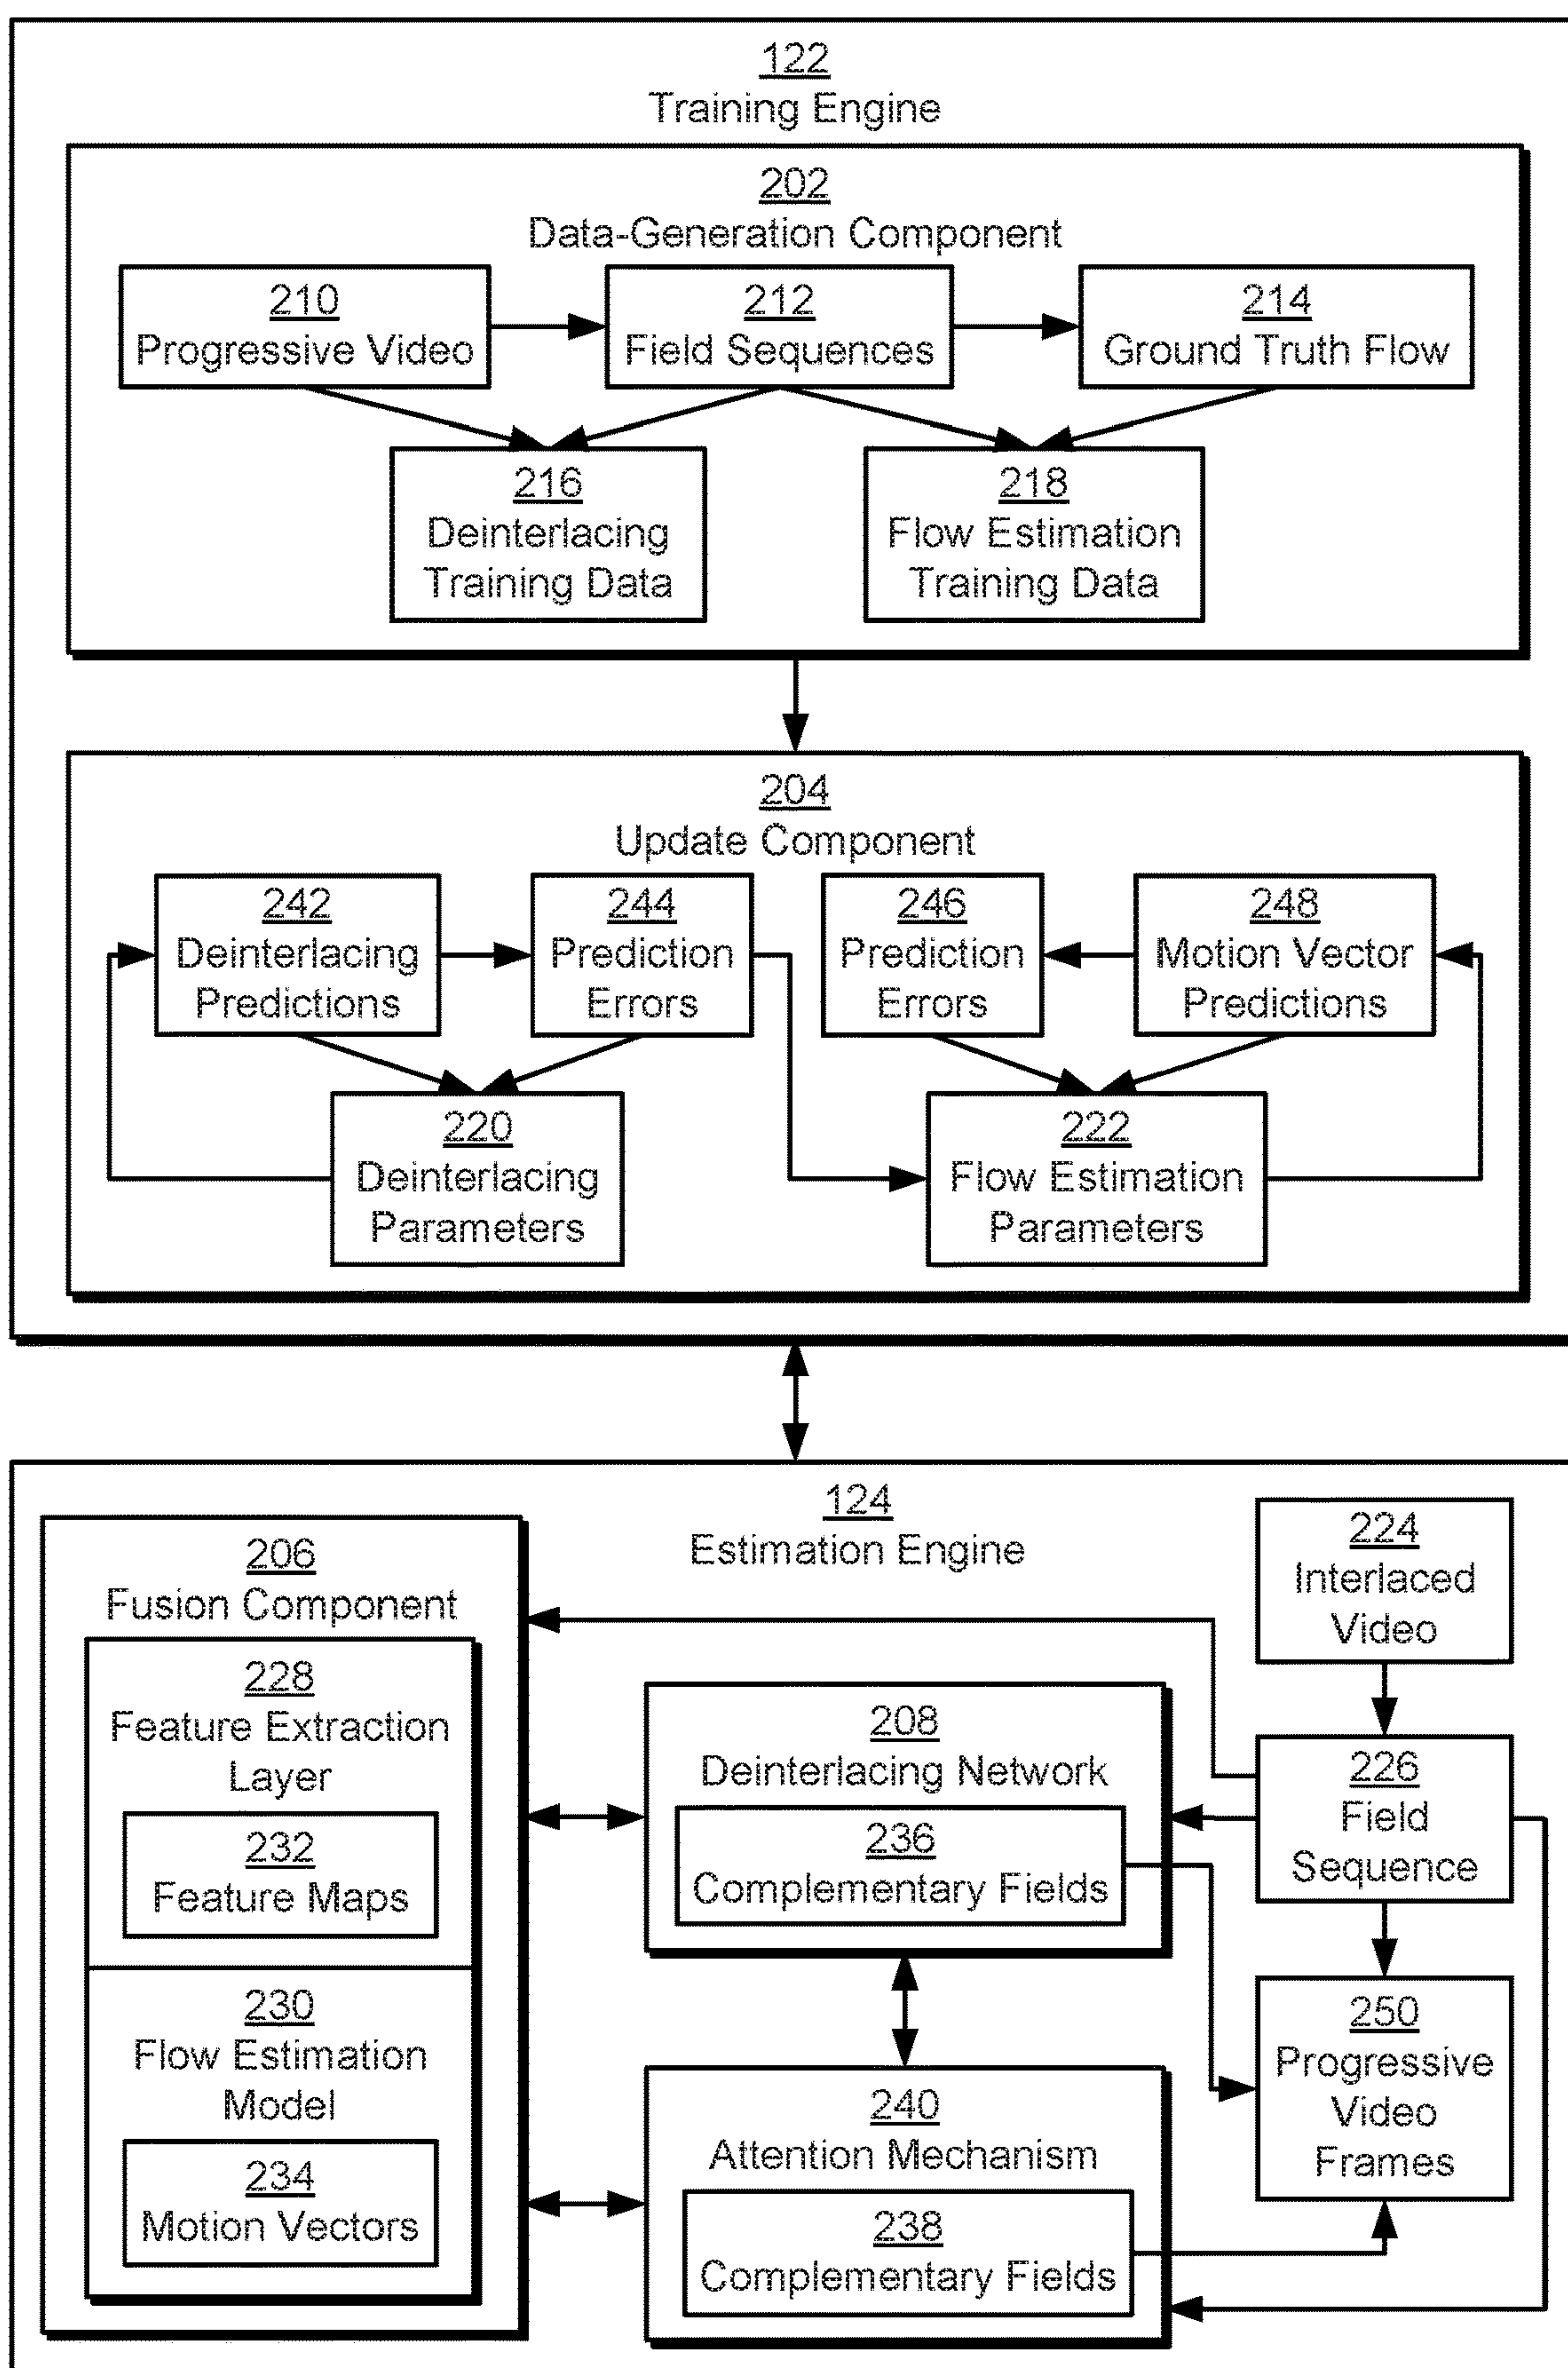 122
Training Engine
202
Data-Generation Component
210
Progressive Video
212
Field Sequences
214
Ground Truth Flow
216
Deinterlacing
Training Data
218
Flow Estimation
Training Data
204
Update Component
242
Deinterlacing
Predictions
244
Prediction
Errors
246
Prediction
Errors
248
Motion Vector
Predictions
220
Deinterlacing
Parameters
222
Flow Estimation
Parameters
124
Estimation Engine
206
Fusion Component
228
Feature Extraction
Layer
232
Feature Maps
230
Flow Estimation
Model
234
Motion Vectors
208
Deinterlacing Network
236
Complementary Fields
240
Attention Mechanism
238
Complementary Fields
224
Interlaced
Video
226
Field
Sequence
250
Progressive
Video
Frames